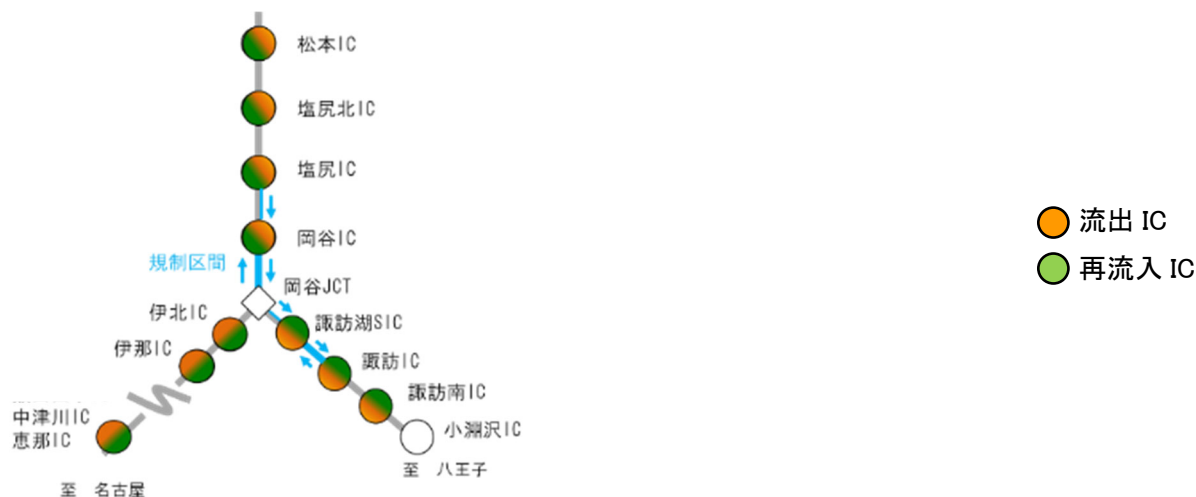 松本IC
塩尻北IC
塩尻IC
流出 IC
岡谷IC
規制区間
再流入 IC
岡谷JCT
伊北IC
諏訪湖SIC
伊那IC
諏訪IC
諏訪南IC
中津川IC
小淵沢IC
恵那IC
至 八王子
至 名古屋